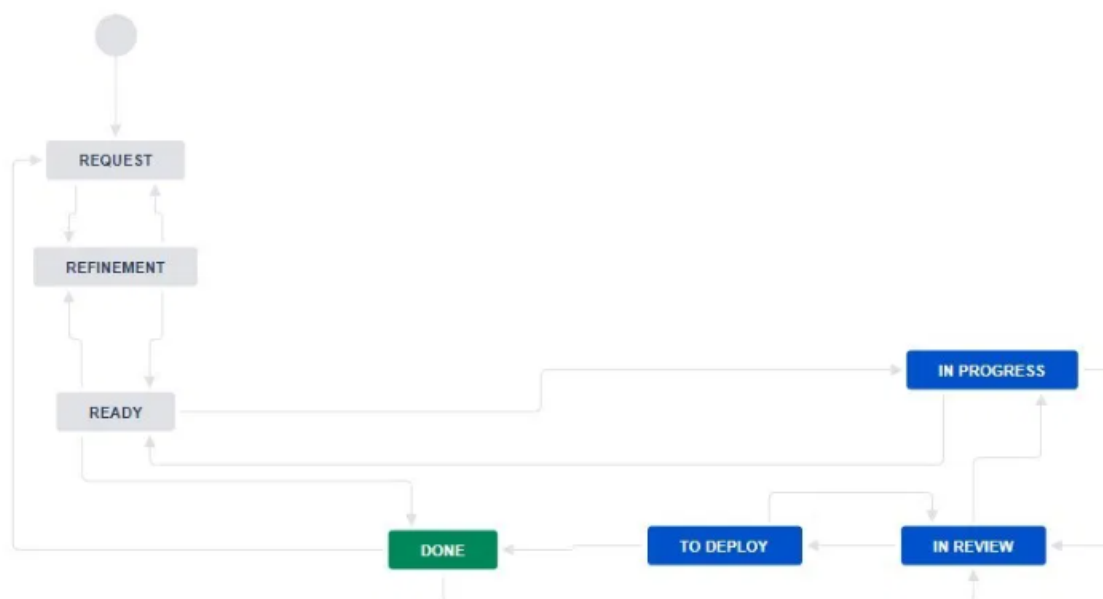 REQUEST
REFINEMENT
IN PROGRESS
READY
DONE
TO DEPLOY
IN REVIEW